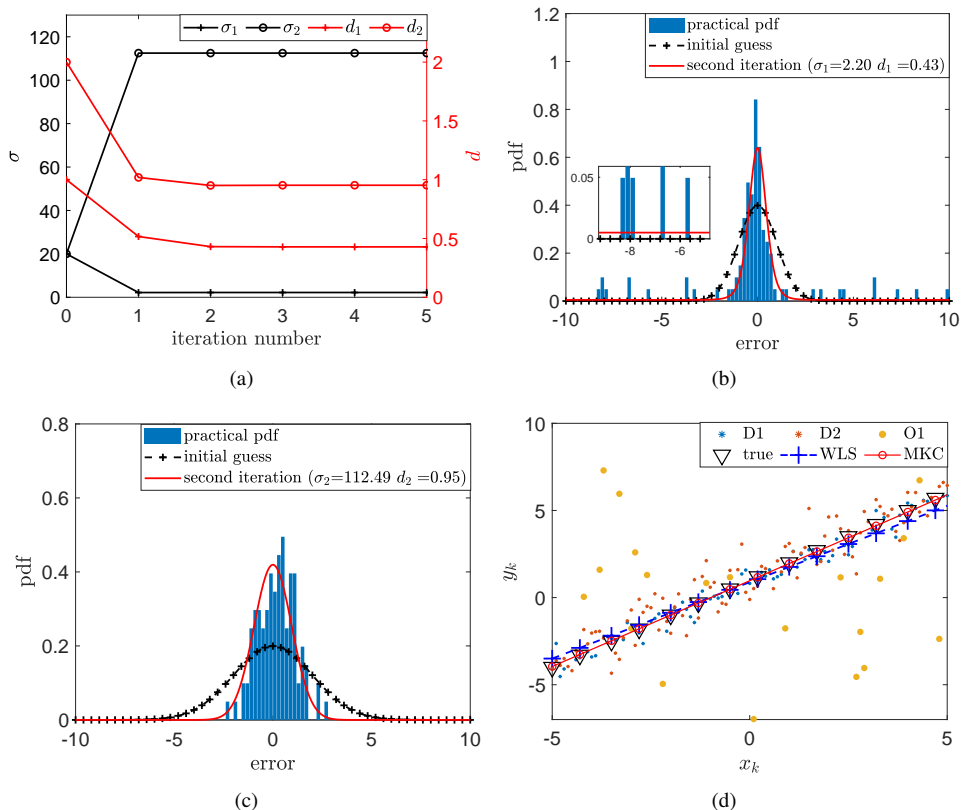 σ₁ σ₂ d₁ d₂
120
100
80
60
40
20
0
σ
2
1.5
1
0.5
0
d
0 1 2 3 4 5
iteration number
(a)
practical pdf
initial guess
second iteration (σ₁=2.20 d₁ =0.43)
1.2
1
0.8
0.6
0.4
0.2
0
pdf
0.05
0
-8 -6
-10 -5 0 5 10
error
(b)
practical pdf
initial guess
second iteration (σ₂=112.49 d₂ =0.95)
0.8
0.6
0.4
0.2
0
pdf
-10 -5 0 5 10
error
(c)
D1 D2 O1
true WLS MKC
10
5
0
-5
yₖ
-5 0 5
xₖ
(d)